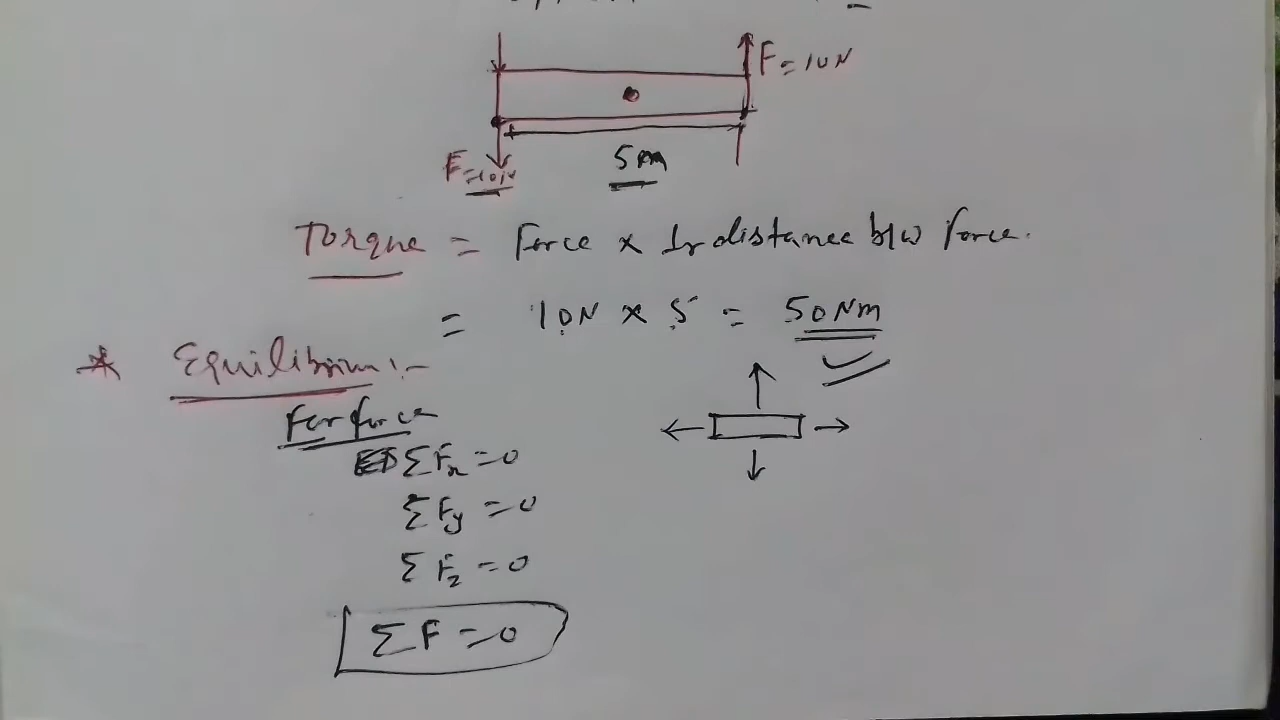 F = 10N
F = 10N
5m
Torque = Force x ⊥r distance b/w force.
= 10N x 5 = 50Nm
* Equilibrium :-
For force
ΣFx = 0
ΣFy = 0
ΣFz = 0
ΣF = 0